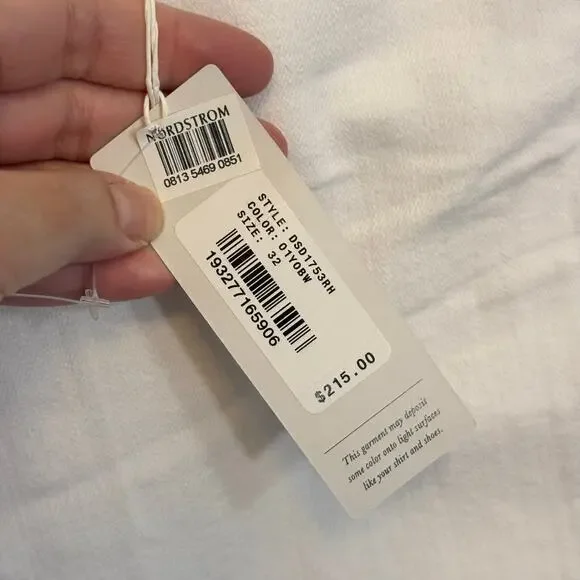 NORDSTROM
0813 5469 0851
STYLE: DSD1753RH
COLOR: 01Y0BW
SIZE: 32
193277165906
$215.00
This garment may deposit
some color onto light surfaces
like your shirt and shoes.